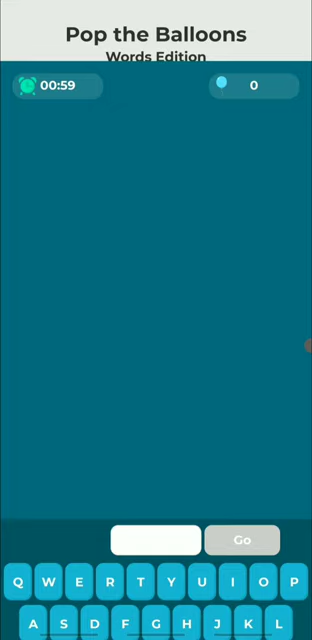 Pop the Balloons
Words Edition
00:59
0
Go
Q W E R T Y U I O P
A S D F G H J K L